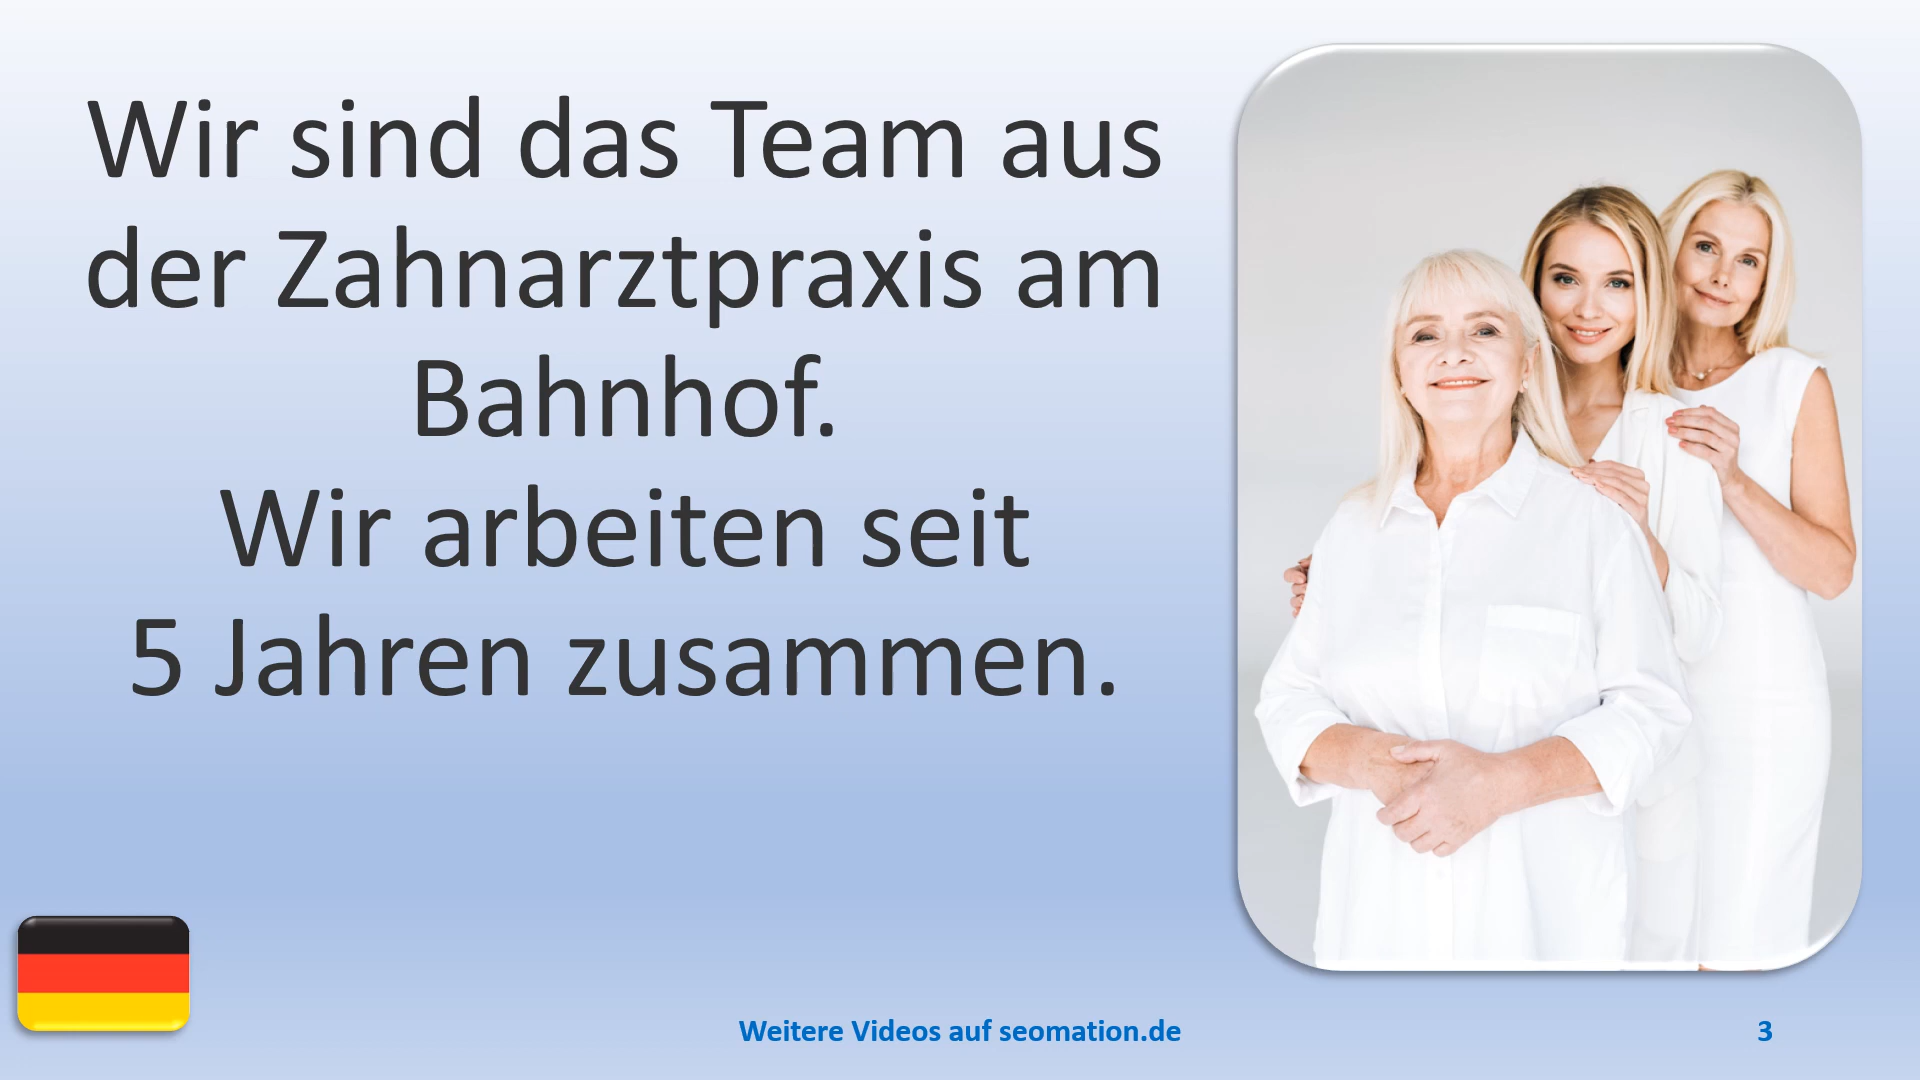 Wir sind das Team aus
der Zahnarztpraxis am
Bahnhof.
Wir arbeiten seit
5 Jahren zusammen.
Weitere Videos auf seomation.de
3